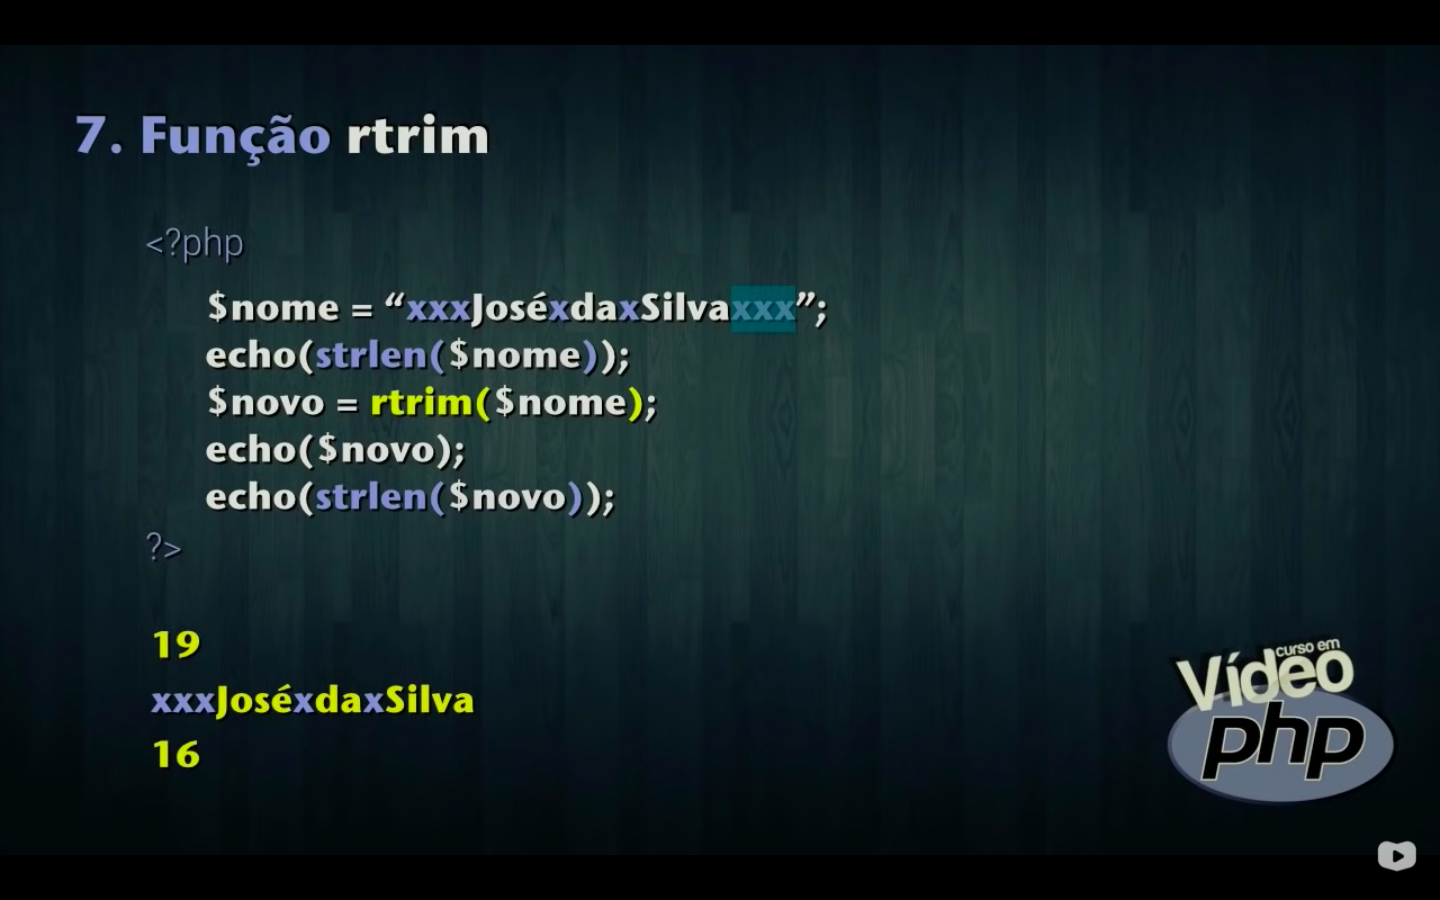 7. Função rtrim
<?php
$nome = “xxxJoséxdaxSilvaxxx”;
echo(strlen($nome));
$novo = rtrim($nome);
echo($novo);
echo(strlen($novo));
?>
19
xxxJoséxdaxSilva
16
curso em
Vídeo
php